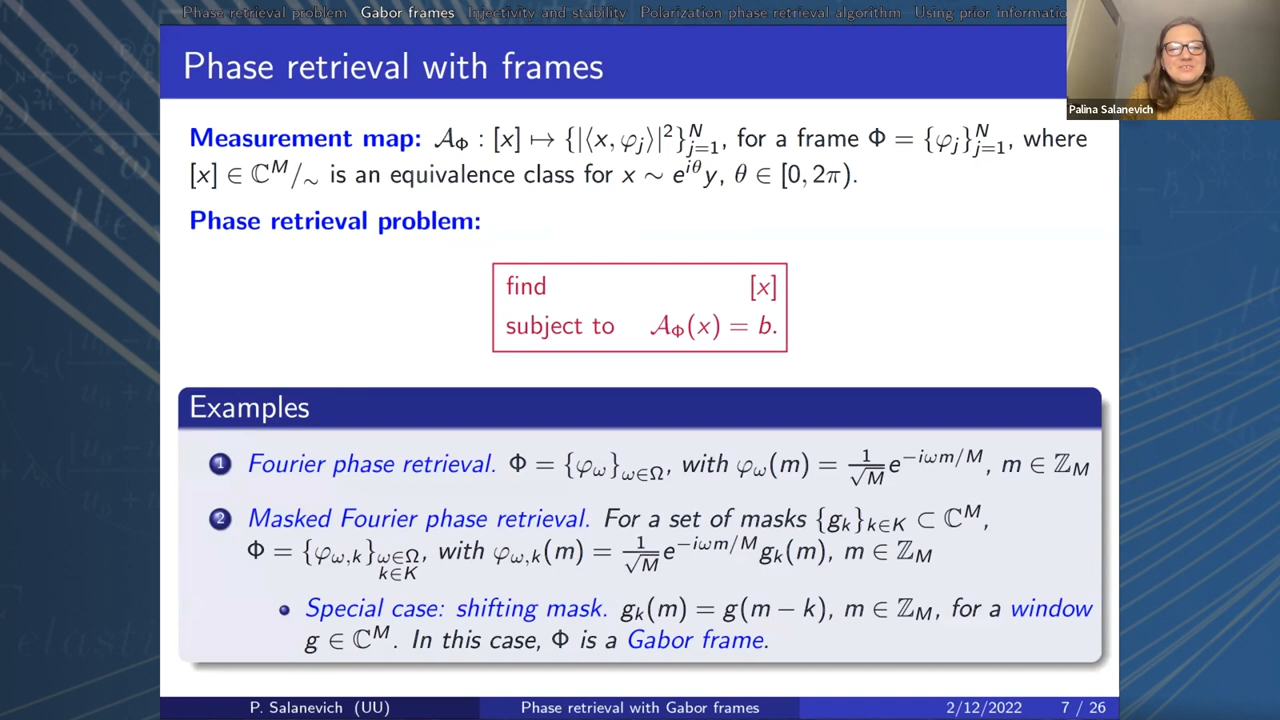 Phase retrieval problem Gabor frames Injectivity and stability Polarization phase retrieval algorithm Using prior informatio
Phase retrieval with frames
Palina Salanevich
Measurement map: 𝒜_Φ : [x] ↦ {|⟨x, φ_j⟩|²}_{j=1}^N, for a frame Φ = {φ_j}_{j=1}^N, where
[x] ∈ ℂ^M/∼ is an equivalence class for x ∼ e^{iθ}y, θ ∈ [0, 2π).
Phase retrieval problem:
find [x]
subject to 𝒜_Φ(x) = b.
Examples
1 Fourier phase retrieval. Φ = {φ_ω}_{ω∈Ω}, with φ_ω(m) = 1/√M e^{−iωm/M}, m ∈ ℤ_M
2 Masked Fourier phase retrieval. For a set of masks {g_k}_{k∈K} ⊂ ℂ^M,
Φ = {φ_{ω,k}}_{ω∈Ω k∈K}, with φ_{ω,k}(m) = 1/√M e^{−iωm/M} g_k(m), m ∈ ℤ_M
• Special case: shifting mask. g_k(m) = g(m − k), m ∈ ℤ_M, for a window
g ∈ ℂ^M. In this case, Φ is a Gabor frame.
P. Salanevich (UU) Phase retrieval with Gabor frames 2/12/2022 7 / 26